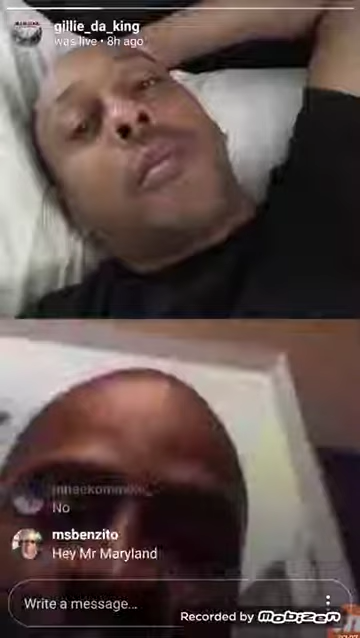 gillie_da_king
was live • 8h ago
No
msbenzito
Hey Mr Maryland
Write a message...
Recorded by Mobizen